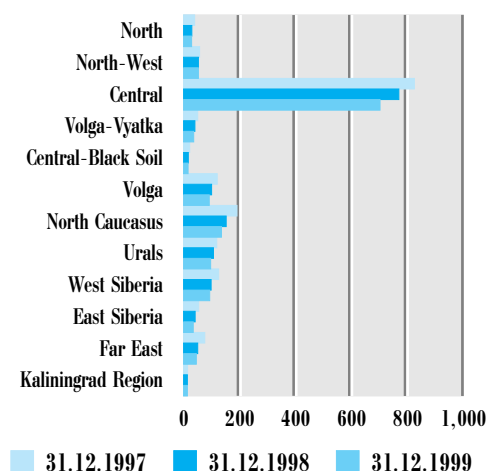 North
North-West
Central
Volga-Vyatka
Central-Black Soil
Volga
North Caucasus
Urals
West Siberia
East Siberia
Far East
Kaliningrad Region
0 200 400 600 800 1,000
31.12.1997 31.12.1998 31.12.1999